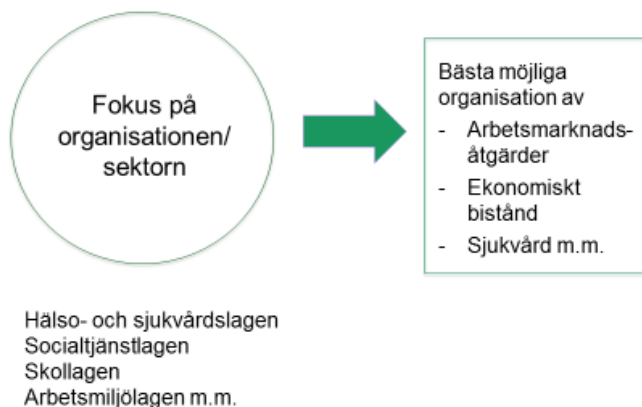 Fokus på
organisationen/
sektorn
Bästa möjliga
organisation av
- Arbetsmarknads-
åtgärder
- Ekonomiskt
bistånd
- Sjukvård m.m.
Hälso- och sjukvårdslagen
Socialtjänstlagen
Skollagen
Arbetsmiljölagen m.m.